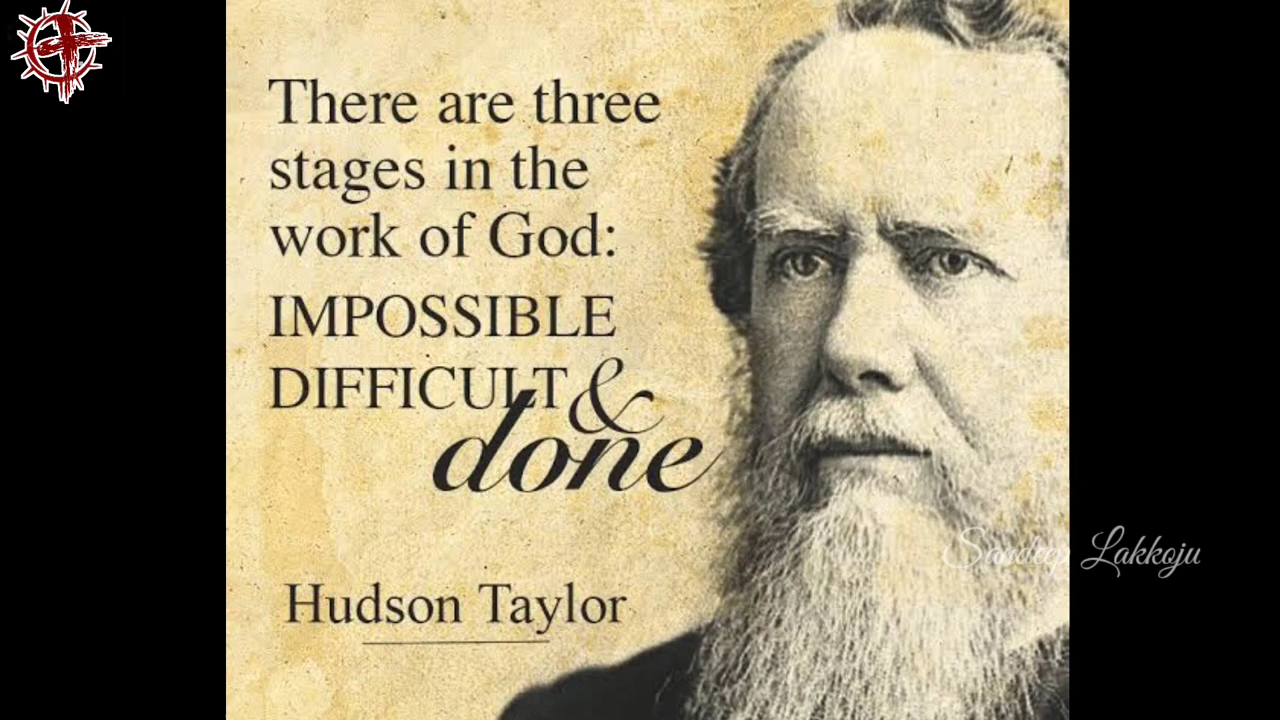 There are three
stages in the
work of God:
IMPOSSIBLE
DIFFICULT &
done
Sandeep Lakkoju
Hudson Taylor